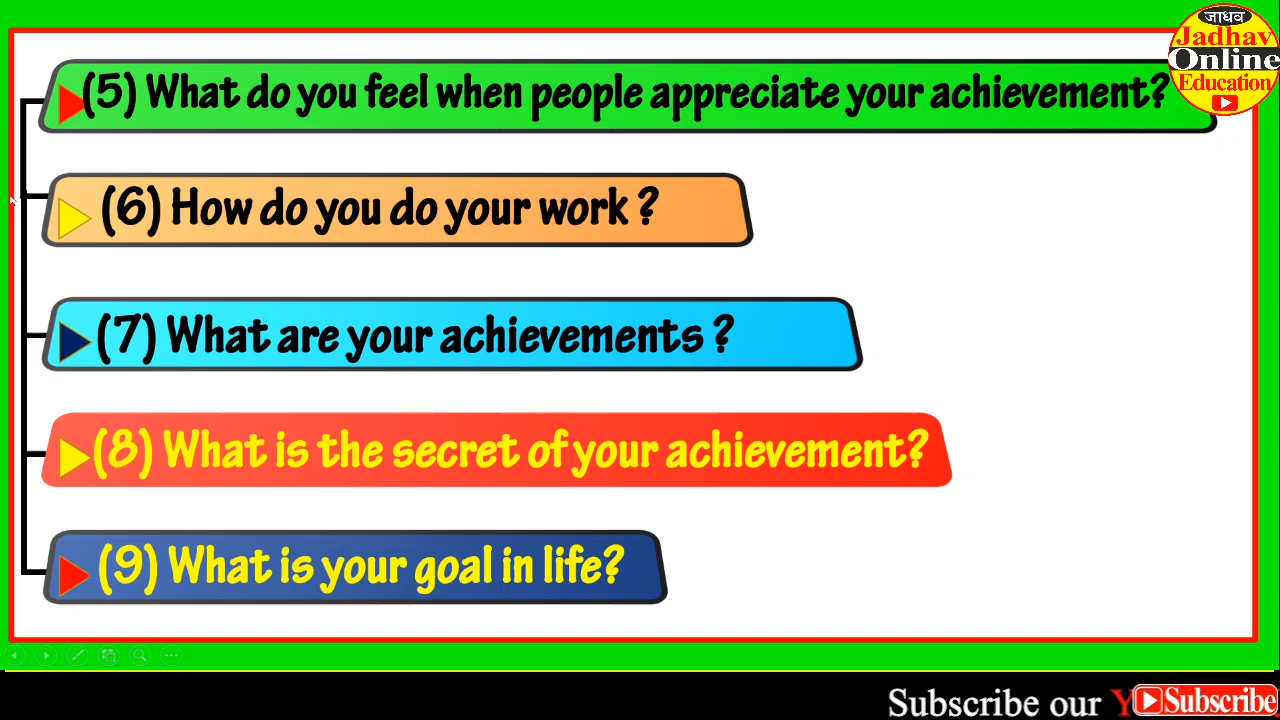 जाधव
Jadhav
Online
Education
(5) What do you feel when people appreciate your achievement?
(6) How do you do your work ?
(7) What are your achievements ?
(8) What is the secret of your achievement?
(9) What is your goal in life?
Subscribe our Y
Subscribe